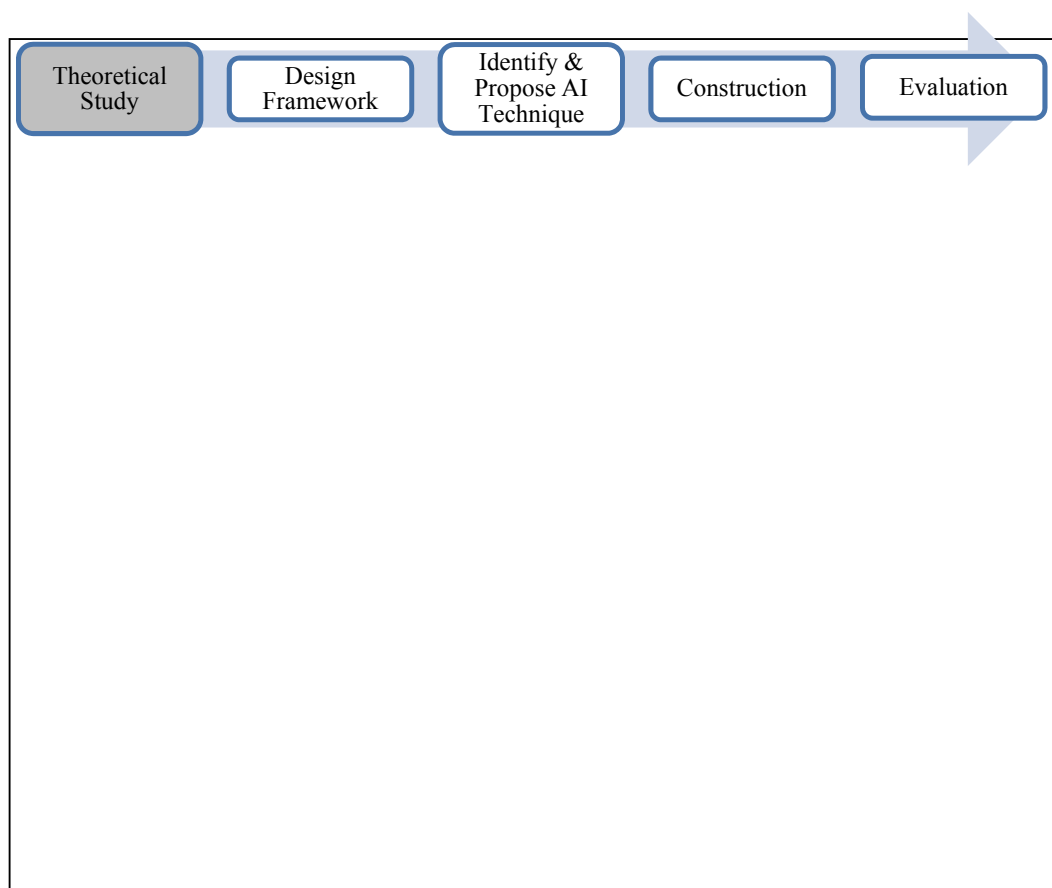 Theoretical
Study
Design
Framework
Identify &
Propose AI
Technique
Construction
Evaluation